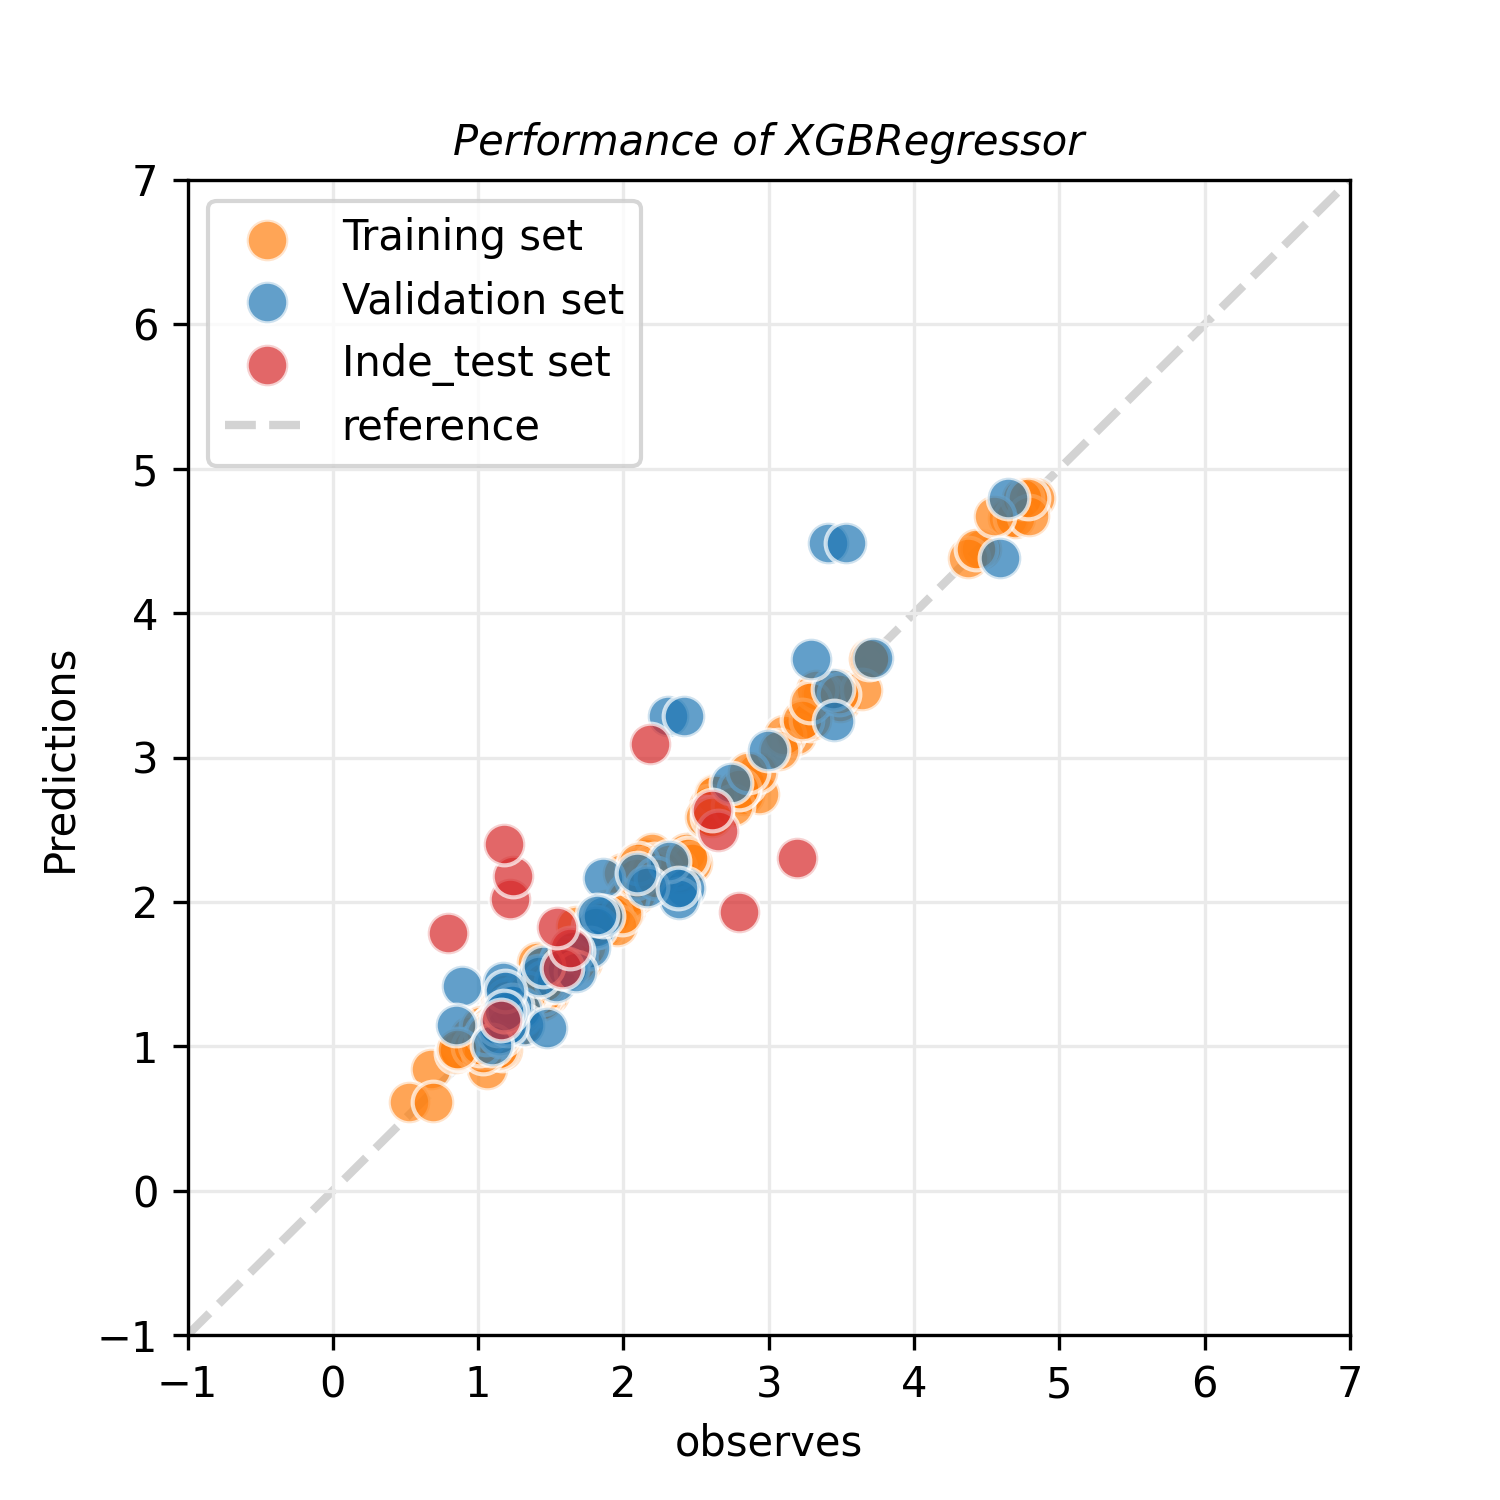 Performance of XGBRegressor
7
6
5
4
3
2
1
0
−1
Training set
Validation set
Inde_test set
reference
Predictions
−1 0 1 2 3 4 5 6 7
observes